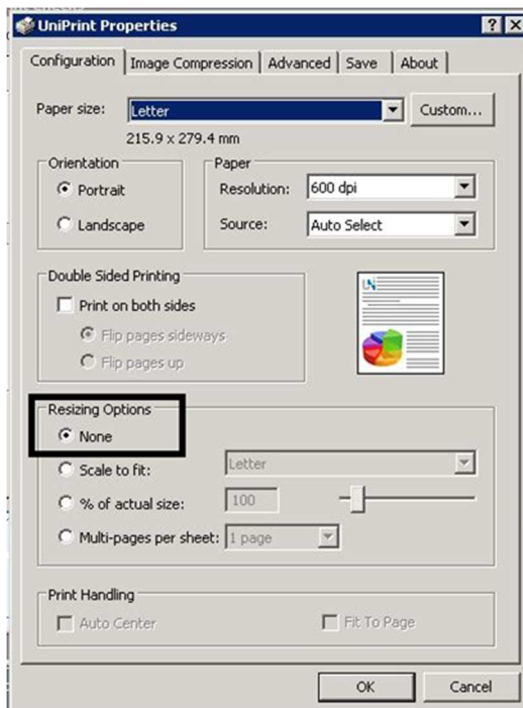 UniPrint Properties
Configuration Image Compression Advanced Save About
Paper size: Letter Custom...
215.9 x 279.4 mm
Orientation
Portrait
Landscape
Paper
Resolution: 600 dpi
Source: Auto Select
Double Sided Printing
Print on both sides
Flip pages sideways
Flip pages up
Resizing Options
None
Scale to fit: Letter
% of actual size: 100
Multi-pages per sheet: 1 page
Print Handling
Auto Center Fit To Page
OK Cancel